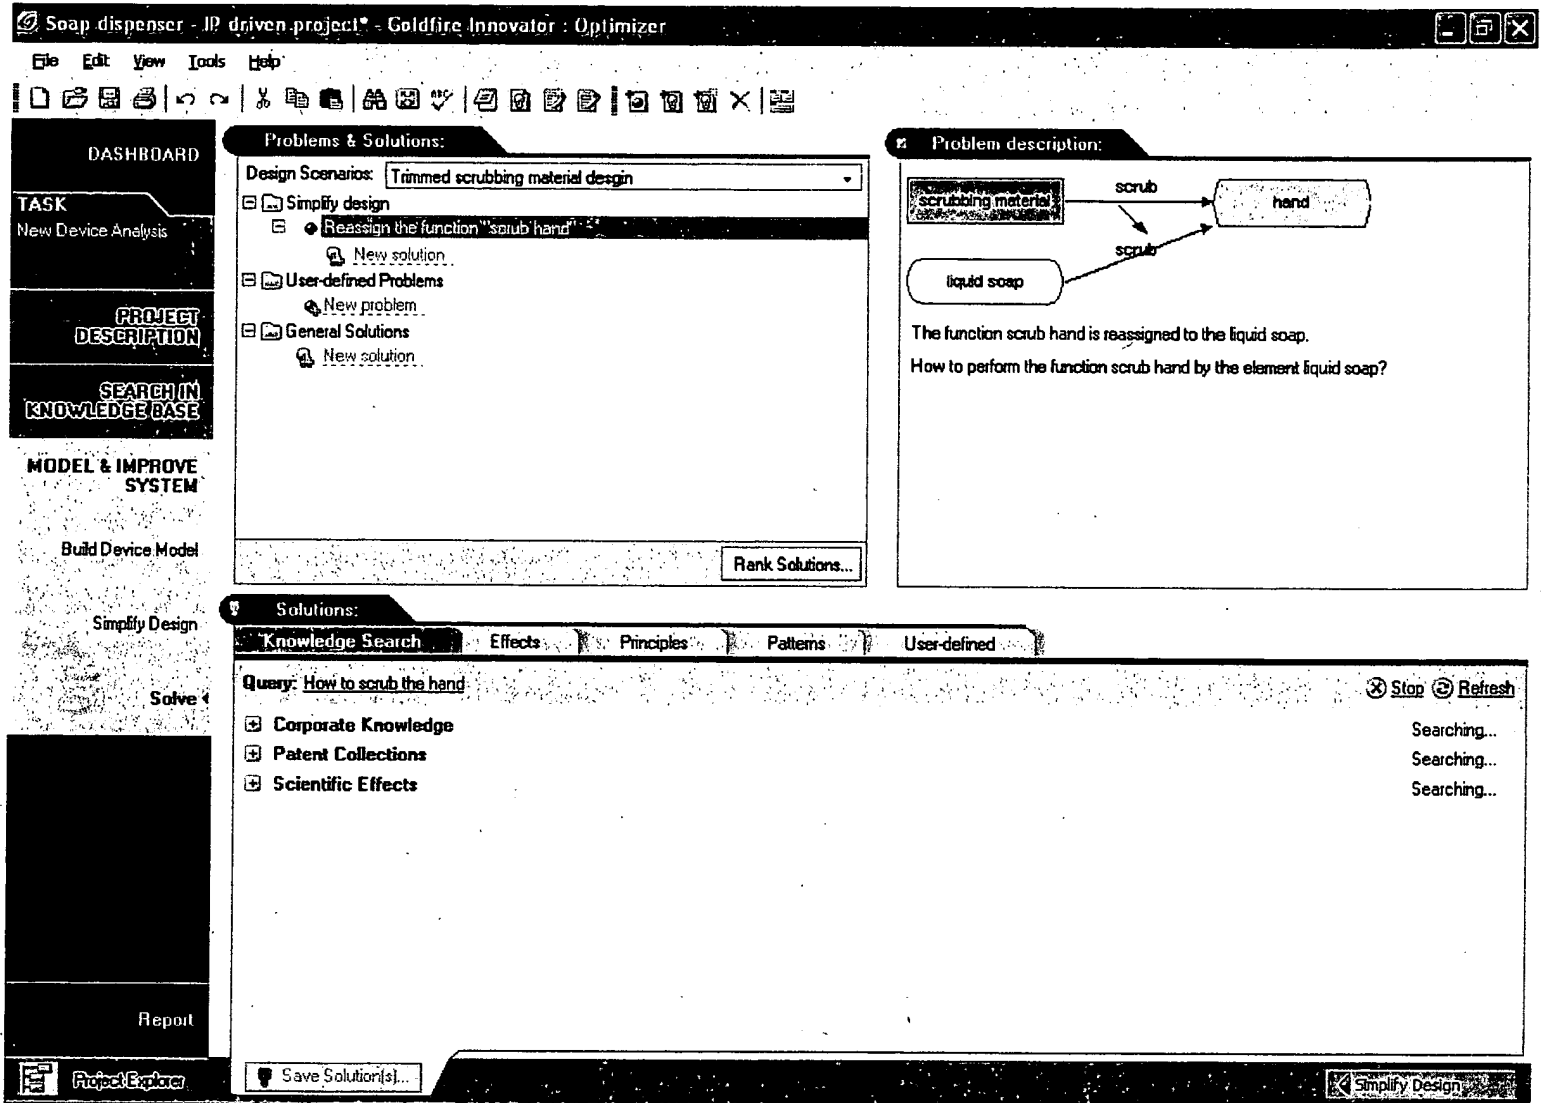 Soap dispenser - IP driven.project* - Goldfire Innovator : Optimizer
File Edit View Tools Help
DASHBOARD
TASK
New Device Analysis
PROJECT
DESCRIPTION
SEARCH IN
KNOWLEDGE BASE
MODEL & IMPROVE
SYSTEM
Build Device Model
Simplify Design
Solve
Report
Project Explorer
Problems & Solutions:
Design Scenarios: Trimmed scrubbing material desgin
Simplify design
Reassign the function "scrub hand"
New solution
User-defined Problems
New problem
General Solutions
New solution
Rank Solutions...
Problem description:
scrubbing material
scrub
hand
scrub
liquid soap
The function scrub hand is reassigned to the liquid soap.
How to perform the function scrub hand by the element liquid soap?
Solutions:
Knowledge Search Effects Principles Patterns User-defined
Query: How to scrub the hand Stop Refresh
Corporate Knowledge Searching...
Patent Collections Searching...
Scientific Effects Searching...
Save Solution(s)...
Simplify Design